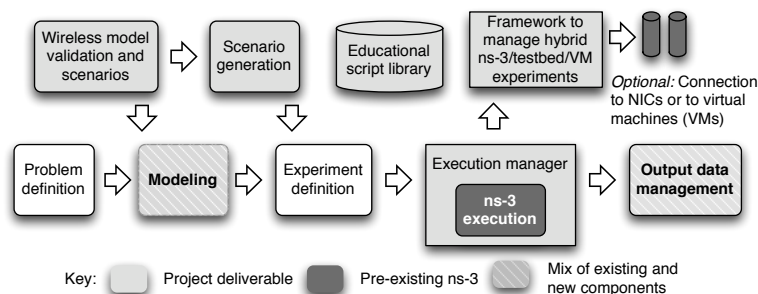 Wireless model
validation and
scenarios
Scenario
generation
Educational
script library
Framework to
manage hybrid
ns-3/testbed/VM
experiments
Optional: Connection
to NICs or to virtual
machines (VMs)
Problem
definition
Modeling
Experiment
definition
Execution manager
ns-3
execution
Output data
management
Key:
Project deliverable
Pre-existing ns-3
Mix of existing and
new components